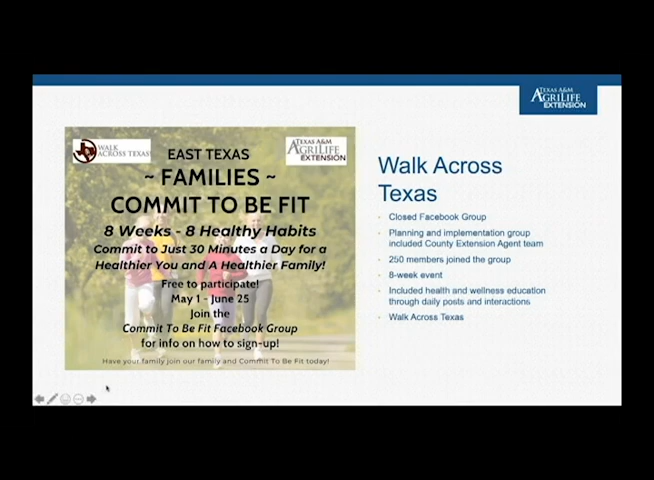 TEXAS A&M
AGRILIFE
EXTENSION
WALK
ACROSS TEXAS!
TEXAS A&M
AGRILIFE
EXTENSION
EAST TEXAS
~ FAMILIES ~
COMMIT TO BE FIT
8 Weeks - 8 Healthy Habits
Commit to Just 30 Minutes a Day for a
Healthier You and A Healthier Family!
Free to participate!
May 1 - June 25
Join the
Commit To Be Fit Facebook Group
for info on how to sign-up!
Have your family join our family and Commit To Be Fit today!
Walk Across
Texas
• Closed Facebook Group
• Planning and implementation group
included County Extension Agent team
• 250 members joined the group
• 8-week event
• Included health and wellness education
through daily posts and interactions
• Walk Across Texas